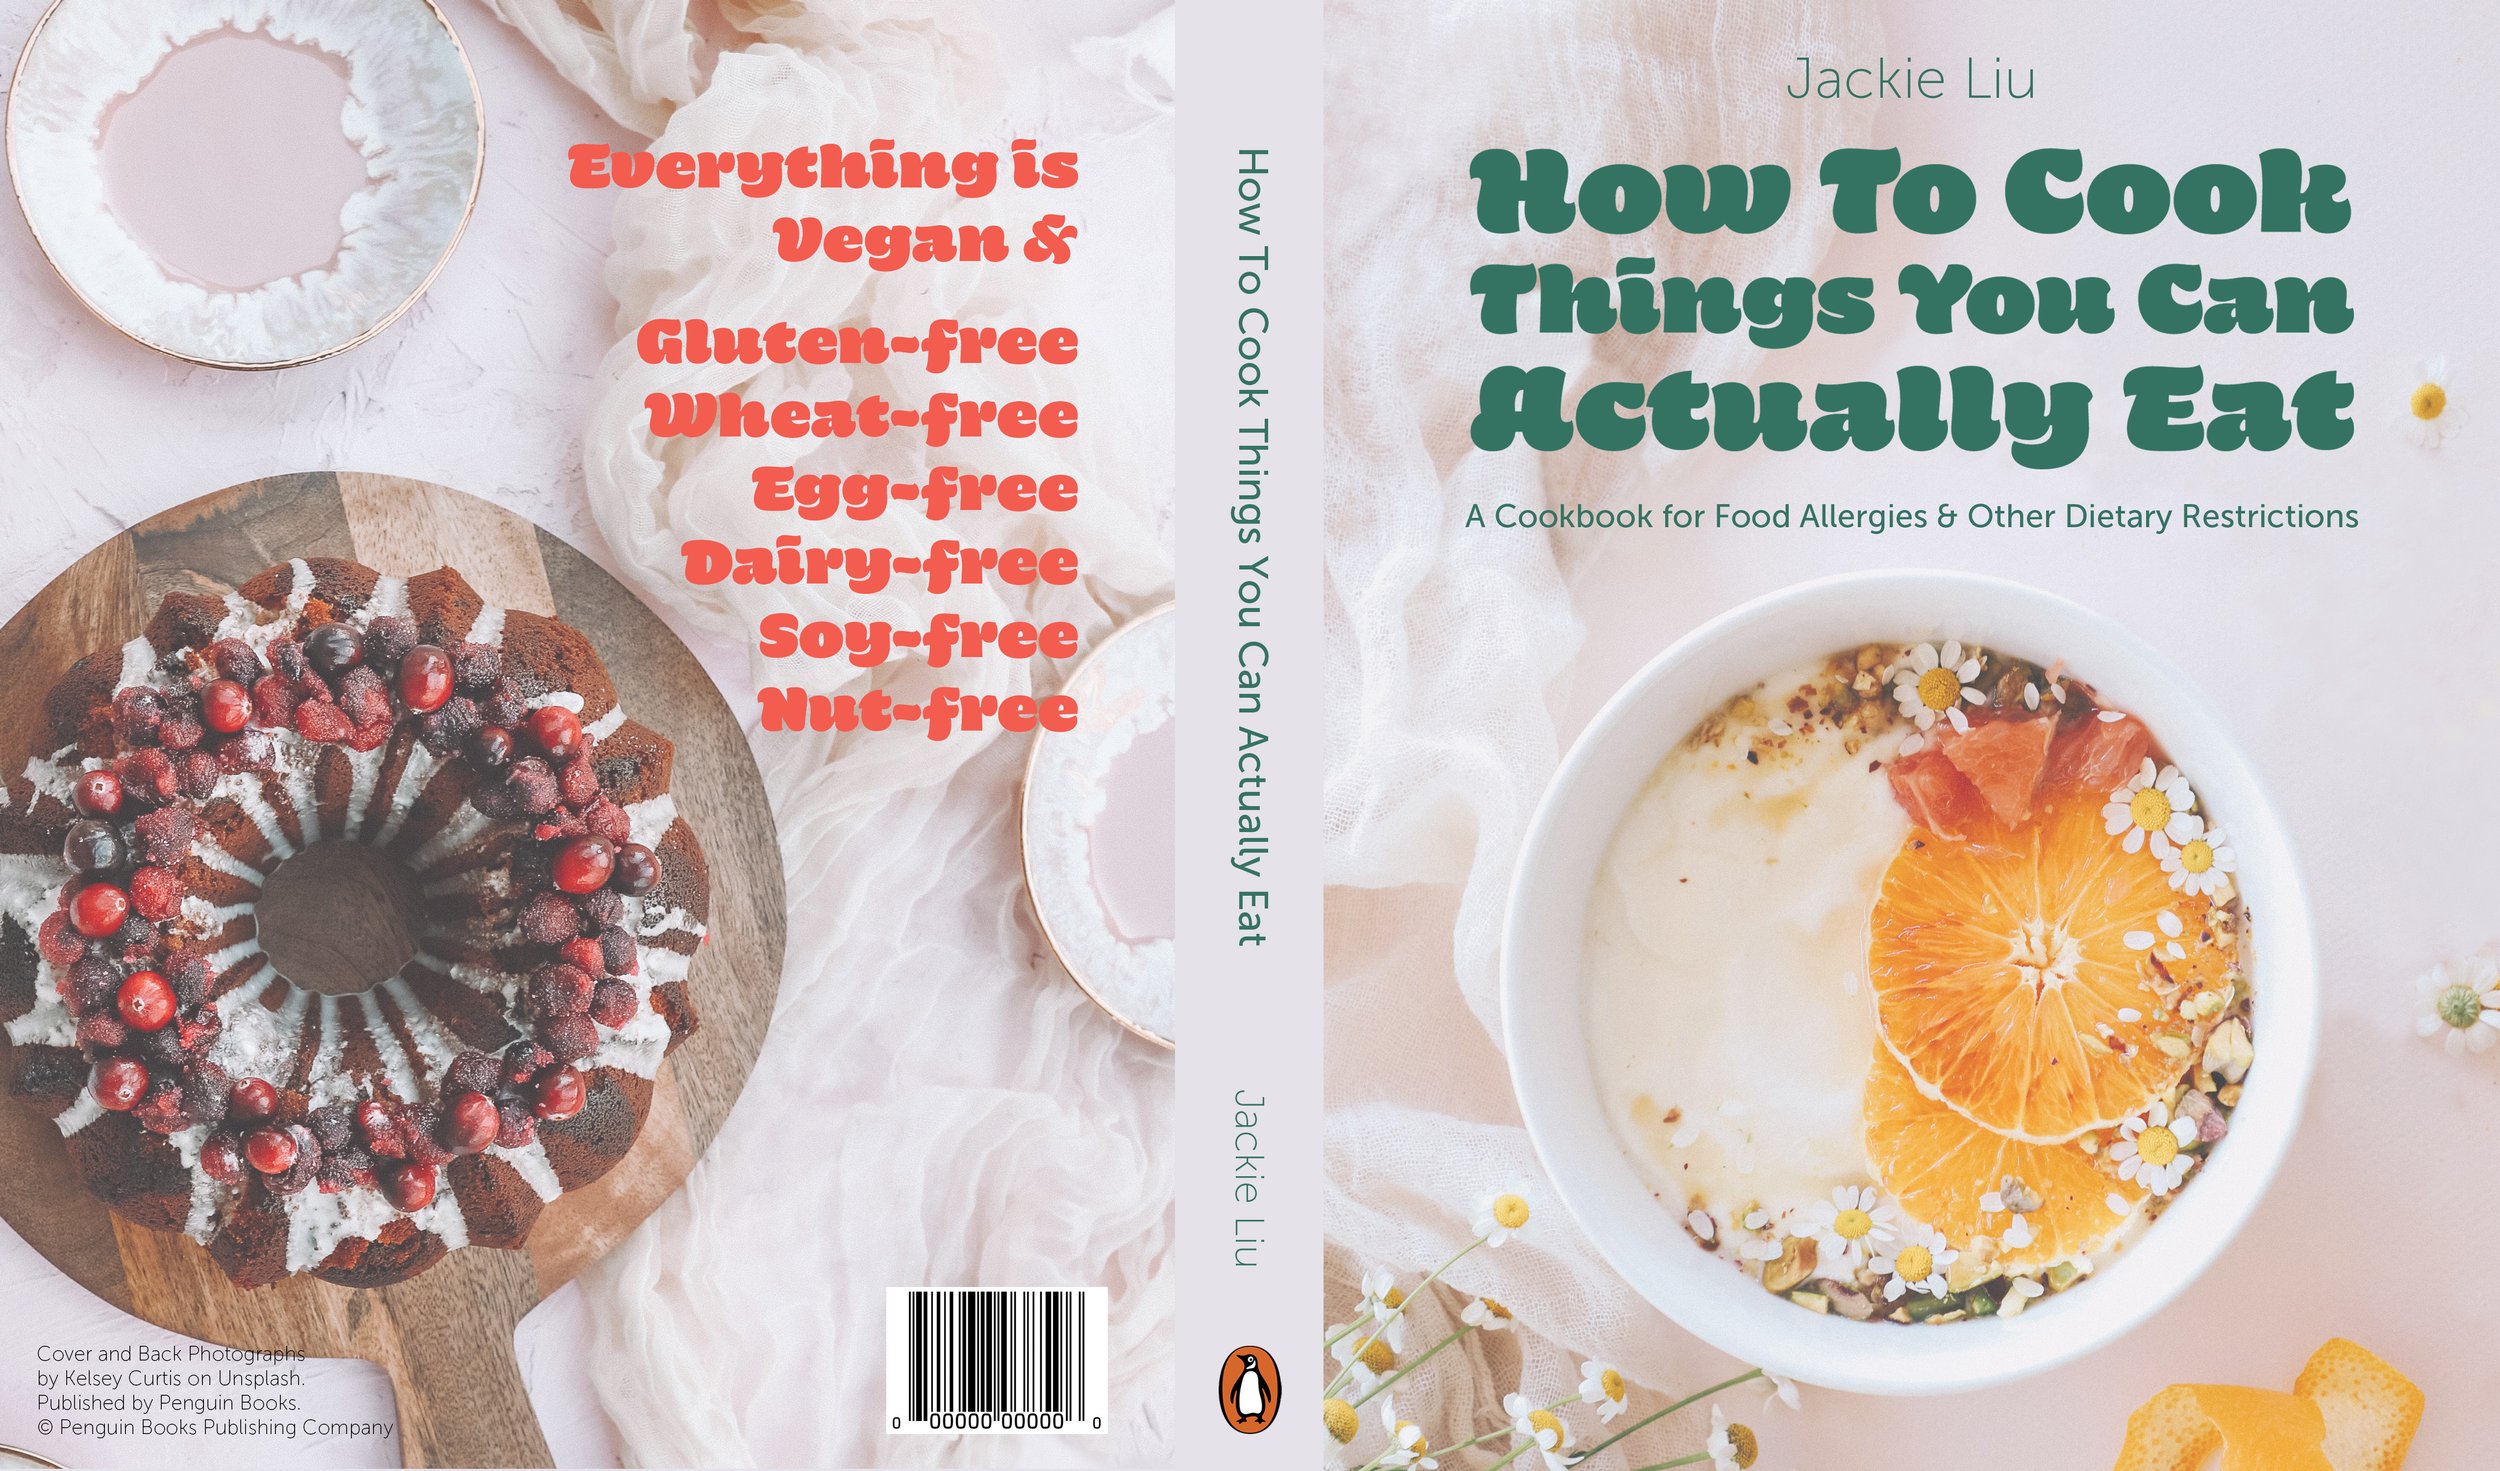 Everything is
Vegan &
Gluten-free
Wheat-free
Egg-free
Dairy-free
Soy-free
Nut-free
Cover and Back Photographs
by Kelsey Curtis on Unsplash.
Published by Penguin Books.
© Penguin Books Publishing Company
0 00000 00000 0
How To Cook Things You Can Actually Eat
Jackie Liu
Jackie Liu
How To Cook
Things You Can
Actually Eat
A Cookbook for Food Allergies & Other Dietary Restrictions